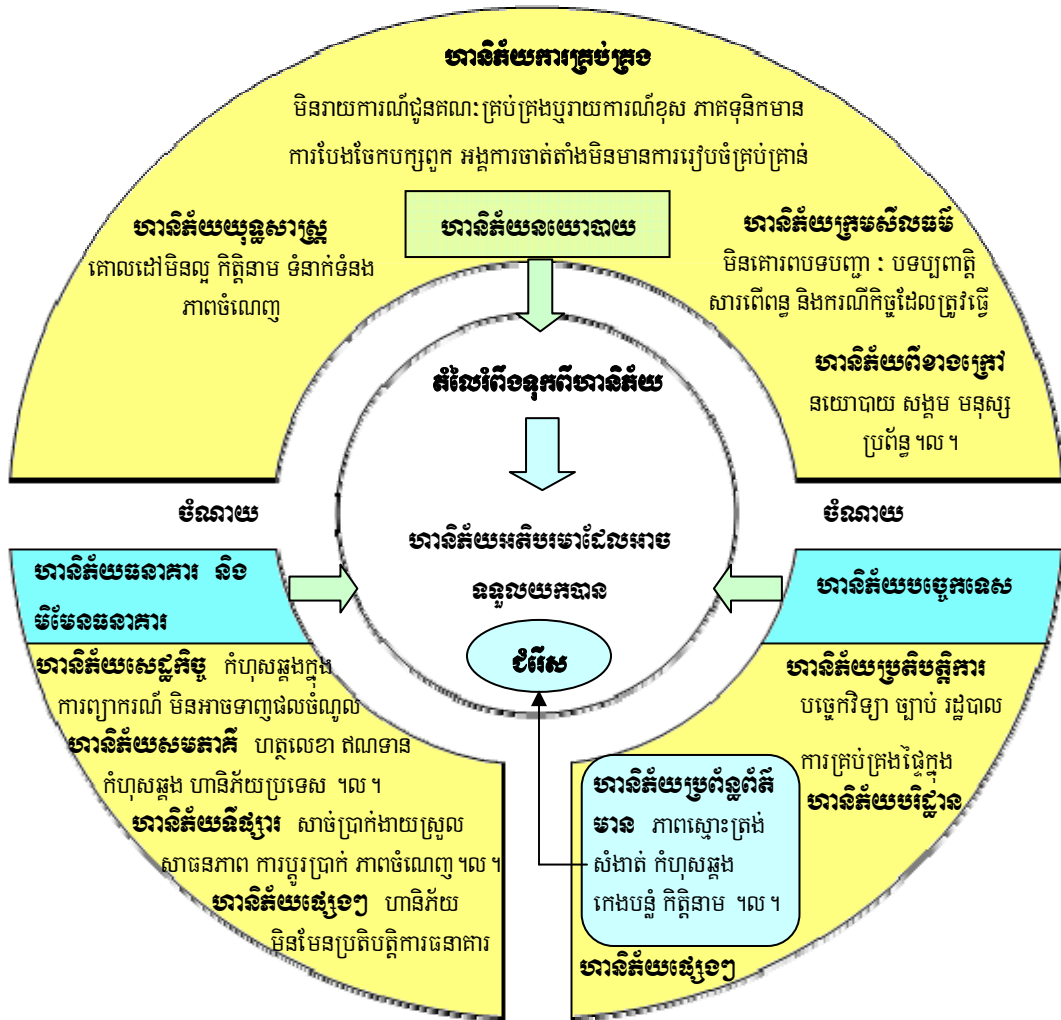 ហានិភ័យការគ្រប់គ្រង
មិនរាយការណ៍ជូនគណៈគ្រប់គ្រងឬរាយការណ៍ខុស ភាគទុនិកមាន
ការបែងចែកបក្សពួក អង្គការចាត់តាំងមិនមានការរៀបចំគ្រប់គ្រាន់
ហានិភ័យយុទ្ធសាស្ត្រ
គោលដៅមិនល្អ កិត្តិនាម ទំនាក់ទំនង
ភាពចំណេញ
ហានិភ័យនយោបាយ
ហានិភ័យក្រមសីលធម៌
មិនគោរពបទបញ្ជា ៈ បទប្បពាត្តិ
សារពើពន្ធ និងករណីកិច្ចដែលត្រូវធ្វើ
ហានិភ័យពីខាងក្រៅ
នយោបាយ សង្គម មនុស្ស
ប្រព័ន្ធ ។ល។
តំលៃរំពឹងទុកពីហានិភ័យ
ចំណាយ
ចំណាយ
ហានិភ័យអតិបរមាដែលអាច
ទទួលយកបាន
ជំរើស
ហានិភ័យធនាគារ និង
មិមែនធនាគារ
ហានិភ័យសេដ្ឋកិច្ច កំហុសឆ្គងក្នុង
ការព្យាករណ៍ មិនអាចទាញផលចំណូល
ហានិភ័យសមភាគី ហត្ថលេខា ឥណទាន
កំហុសឆ្គង ហានិភ័យប្រទេស ។ល។
ហានិភ័យទីផ្សារ សាច់ប្រាក់ងាយស្រួល
សាធនភាព ការប្តូរប្រាក់ ភាពចំណេញ ។ល។
ហានិភ័យផ្សេងៗ ហានិភ័យ
មិនមែនប្រតិបត្តិការធនាគារ
ហានិភ័យបច្ចេកទេស
ហានិភ័យប្រតិបត្តិការ
បច្ចេកវិទ្យា ច្បាប់ រដ្ឋបាល
ការគ្រប់គ្រងផ្ទៃក្នុង
ហានិភ័យបរិដ្ឋាន
ហានិភ័យប្រព័ន្ធព័ត៌
មាន ភាពស្មោះត្រង់
សំងាត់ កំហុសឆ្គង
កេងបន្លំ កិត្តិនាម ។ល។
ហានិភ័យផ្សេងៗ